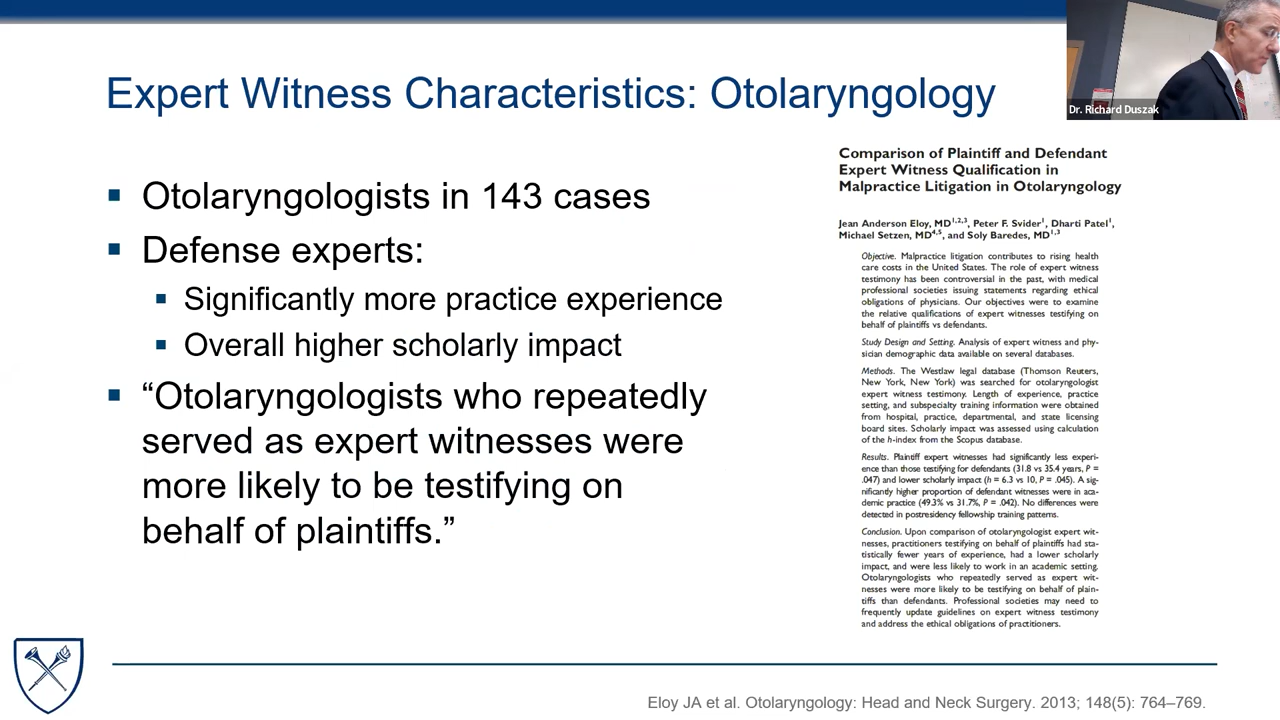 Expert Witness Characteristics: Otolaryngology
Dr. Richard Duszak
Otolaryngologists in 143 cases
Defense experts:
Significantly more practice experience
Overall higher scholarly impact
“Otolaryngologists who repeatedly
served as expert witnesses were
more likely to be testifying on
behalf of plaintiffs.”
Comparison of Plaintiff and Defendant
Expert Witness Qualification in
Malpractice Litigation in Otolaryngology
Jean Anderson Eloy, MD1,2,3, Peter F. Svider1, Dharti Patel1,
Michael Setzen, MD4,5, and Soly Baredes, MD1,3
Objective. Malpractice litigation contributes to rising health
care costs in the United States. The role of expert witness
testimony has been controversial in the past, with medical
professional societies issuing statements regarding ethical
obligations of physicians. Our objectives were to examine
the relative qualifications of expert witnesses testifying on
behalf of plaintiffs vs defendants.
Study Design and Setting. Analysis of expert witness and phy-
sician demographic data available on several databases.
Methods. The Westlaw legal database (Thomson Reuters,
New York, New York) was searched for otolaryngologist
expert witness testimony. Length of experience, practice
setting, and subspecialty training information were obtained
from hospital, practice, departmental, and state licensing
board sites. Scholarly impact was assessed using calculation
of the h-index from the Scopus database.
Results. Plaintiff expert witnesses had significantly less experi-
ence than those testifying for defendants (31.8 vs 35.4 years, P =
.047) and lower scholarly impact (h = 6.3 vs 10, P = .045). A sig-
nificantly higher proportion of defendant witnesses were in aca-
demic practice (49.3% vs 31.7%, P = .042). No differences were
detected in postresidency fellowship training patterns.
Conclusion. Upon comparison of otolaryngologist expert wit-
nesses, practitioners testifying on behalf of plaintiffs had sta-
tistically fewer years of experience, had a lower scholarly
impact, and were less likely to work in an academic setting.
Otolaryngologists who repeatedly served as expert wit-
nesses were more likely to be testifying on behalf of plain-
tiffs than defendants. Professional societies may need to
frequently update guidelines on expert witness testimony
and address the ethical obligations of practitioners.
Eloy JA et al. Otolaryngology: Head and Neck Surgery. 2013; 148(5): 764–769.